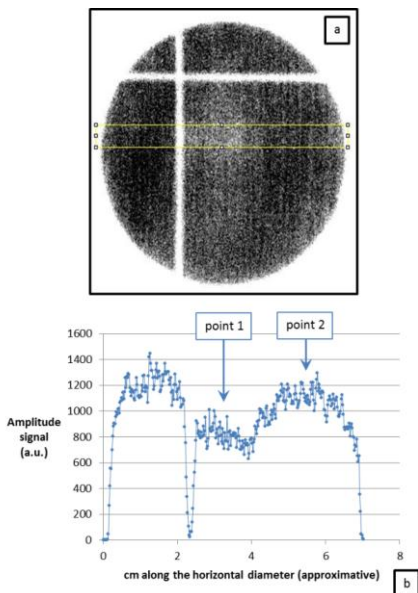 a
point 1
point 2
1600
1400
1200
1000
800
600
400
200
0
Amplitude
signal
(a.u.)
0
2
4
6
8
cm along the horizontal diameter (approximative)
b